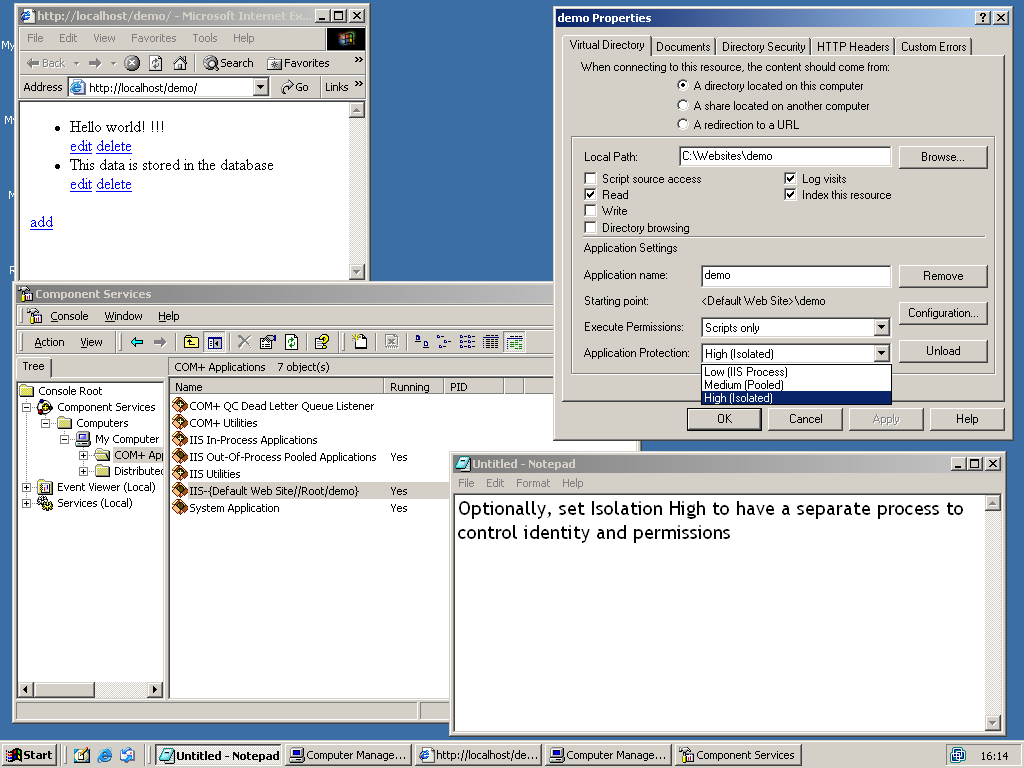 My
My
M
R
http://localhost/demo/ - Microsoft Internet Ex...
File Edit View Favorites Tools Help
Back Search Favorites »
Address http://localhost/demo/ Go Links »
Hello world! !!!
edit delete
This data is stored in the database
edit delete
add
demo Properties
Virtual Directory Documents Directory Security HTTP Headers Custom Errors
When connecting to this resource, the content should come from:
A directory located on this computer
A share located on another computer
A redirection to a URL
Local Path: C:\Websites\demo Browse...
Script source access Log visits
Read Index this resource
Write
Directory browsing
Application Settings
Application name: demo Remove
Starting point: <Default Web Site>\demo
Execute Permissions: Scripts only Configuration...
Application Protection: High (Isolated) Unload
Low (IIS Process)
Medium (Pooled)
High (Isolated)
OK Cancel Apply Help
Component Services
Console Window Help
Action View
Tree COM+ Applications 7 object(s)
Console Root
Component Services
Computers
My Computer
COM+ App
Distributed
Event Viewer (Local)
Services (Local)
Name Running PID
COM+ QC Dead Letter Queue Listener
COM+ Utilities
IIS In-Process Applications
IIS Out-Of-Process Pooled Applications Yes
IIS Utilities
IIS-{Default Web Site//Root/demo} Yes
System Application Yes
Untitled - Notepad
File Edit Format Help
Optionally, set Isolation High to have a separate process to
control identity and permissions
Start Untitled - Notepad Computer Manage... http://localhost/de... Computer Manage... Component Services 16:14